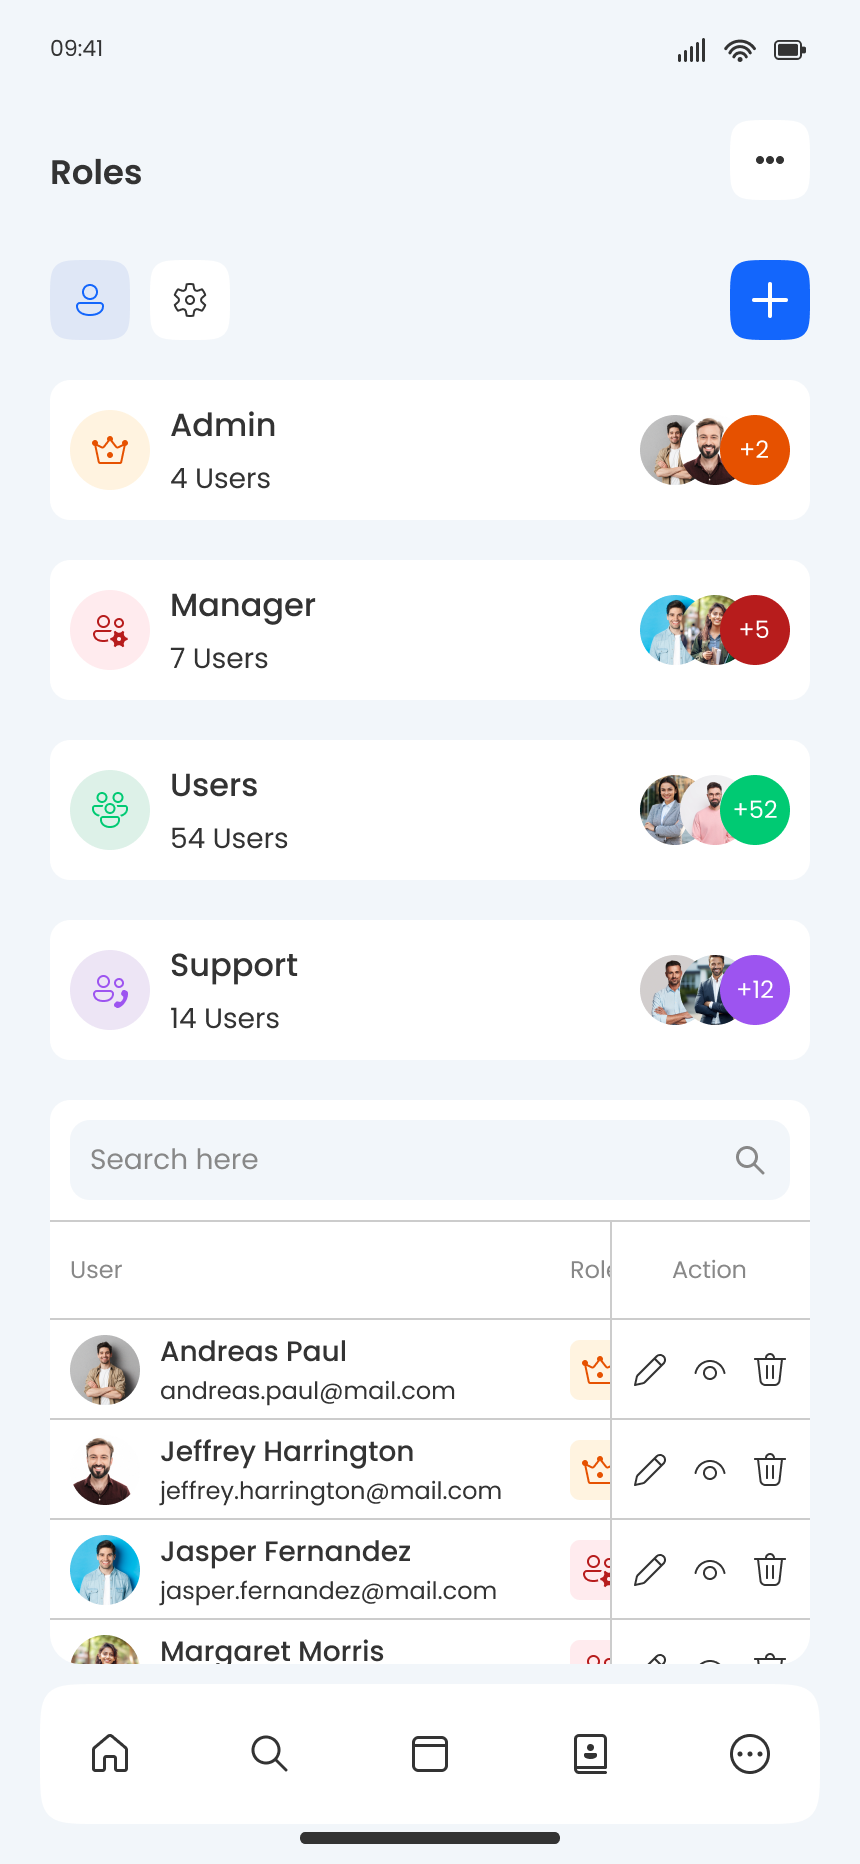 09:41
Roles
Admin
4 Users
+2
Manager
7 Users
+5
Users
54 Users
+52
Support
14 Users
+12
Search here
User Role Action
Andreas Paul
andreas.paul@mail.com
Jeffrey Harrington
jeffrey.harrington@mail.com
Jasper Fernandez
jasper.fernandez@mail.com
Margaret Morris